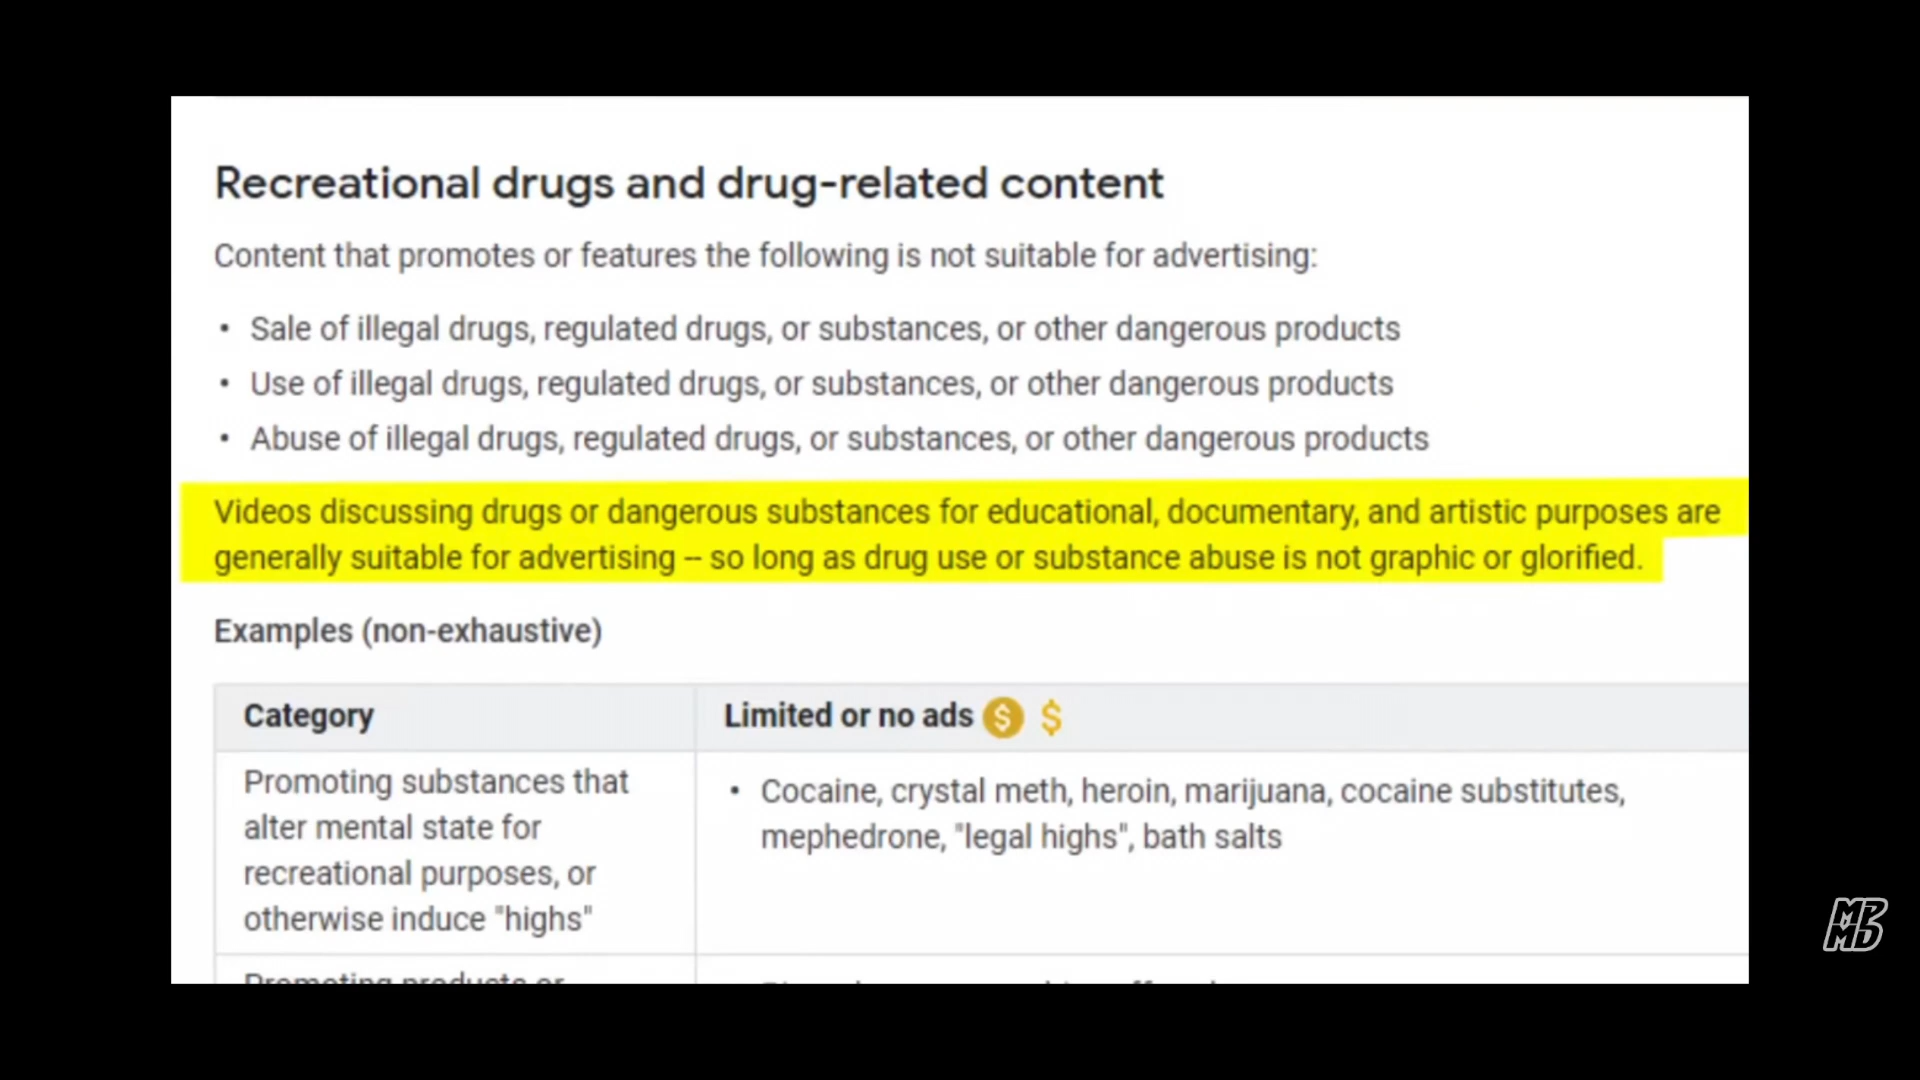 Recreational drugs and drug-related content
Content that promotes or features the following is not suitable for advertising:
• Sale of illegal drugs, regulated drugs, or substances, or other dangerous products
• Use of illegal drugs, regulated drugs, or substances, or other dangerous products
• Abuse of illegal drugs, regulated drugs, or substances, or other dangerous products
Videos discussing drugs or dangerous substances for educational, documentary, and artistic purposes are
generally suitable for advertising -- so long as drug use or substance abuse is not graphic or glorified.
Examples (non-exhaustive)
Category
Limited or no ads $ $
Promoting substances that
alter mental state for
recreational purposes, or
otherwise induce "highs"
• Cocaine, crystal meth, heroin, marijuana, cocaine substitutes,
mephedrone, "legal highs", bath salts
Promoting products or
MB
MD